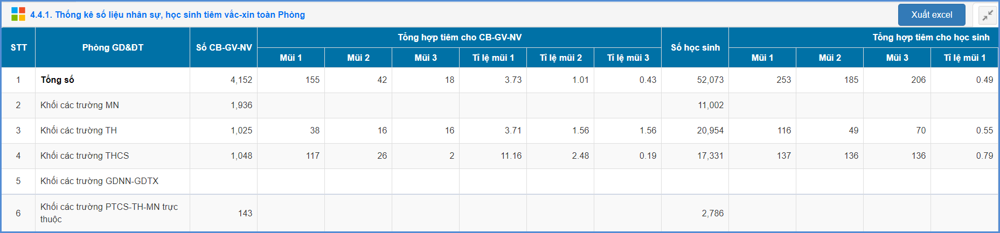 4.4.1. Thống kê số liệu nhân sự, học sinh tiêm vắc-xin toàn Phòng
Xuất excel
STT Phòng GD&ĐT Số CB-GV-NV Tổng hợp tiêm cho CB-GV-NV Số học sinh Tổng hợp tiêm cho học sinh
Mũi 1 Mũi 2 Mũi 3 Tỉ lệ mũi 1 Tỉ lệ mũi 2 Tỉ lệ mũi 3 Mũi 1 Mũi 2 Mũi 3 Tỉ lệ mũi 1
1 Tổng số 4,152 155 42 18 3.73 1.01 0.43 52,073 253 185 206 0.49
2 Khối các trường MN 1,936 11,002
3 Khối các trường TH 1,025 38 16 16 3.71 1.56 1.56 20,954 116 49 70 0.55
4 Khối các trường THCS 1,048 117 26 2 11.16 2.48 0.19 17,331 137 136 136 0.79
5 Khối các trường GDNN-GDTX
6 Khối các trường PTCS-TH-MN trực
thuộc 143 2,786